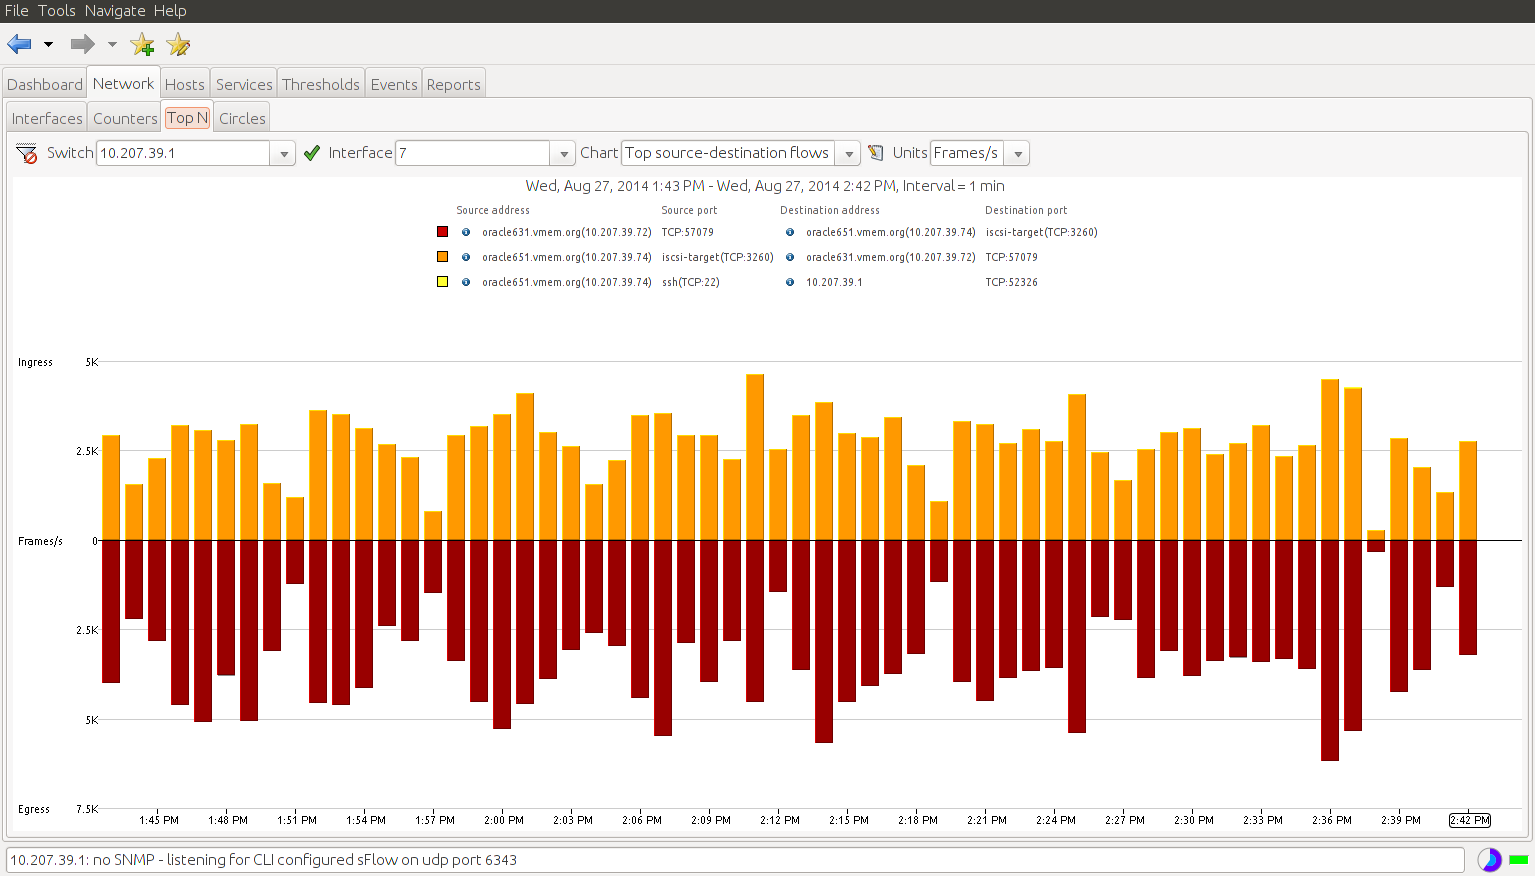 File Tools Navigate Help
Dashboard Network Hosts Services Thresholds Events Reports
Interfaces Counters Top N Circles
Switch 10.207.39.1 Interface 7 Chart Top source-destination flows Units Frames/s
Wed, Aug 27, 2014 1:43 PM - Wed, Aug 27, 2014 2:42 PM, Interval = 1 min
Source address Source port Destination address Destination port
oracle631.vmem.org(10.207.39.72) TCP:57079 oracle651.vmem.org(10.207.39.74) iscsi-target(TCP:3260)
oracle651.vmem.org(10.207.39.74) iscsi-target(TCP:3260) oracle631.vmem.org(10.207.39.72) TCP:57079
oracle651.vmem.org(10.207.39.74) ssh(TCP:22) 10.207.39.1 TCP:52326
Ingress 5K
2.5K
Frames/s 0
2.5K
5K
Egress 7.5K
1:45 PM 1:48 PM 1:51 PM 1:54 PM 1:57 PM 2:00 PM 2:03 PM 2:06 PM 2:09 PM 2:12 PM 2:15 PM 2:18 PM 2:21 PM 2:24 PM 2:27 PM 2:30 PM 2:33 PM 2:36 PM 2:39 PM 2:42 PM
10.207.39.1: no SNMP - listening for CLI configured sFlow on udp port 6343